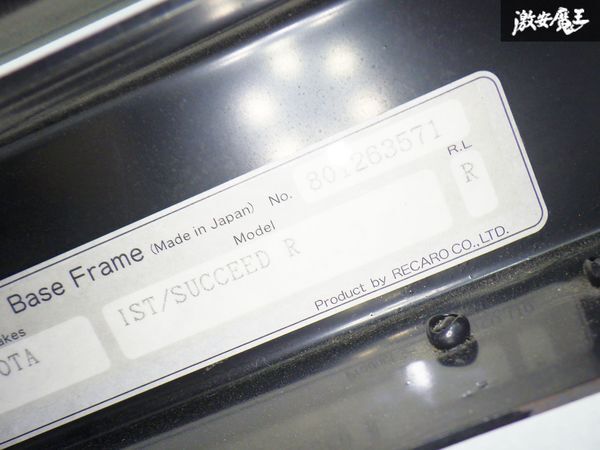 激安魔王
Base Frame (Made in Japan) No. 801263571
Model
R.L
IST/SUCCEED R
R
Product by RECARO CO., LTD.